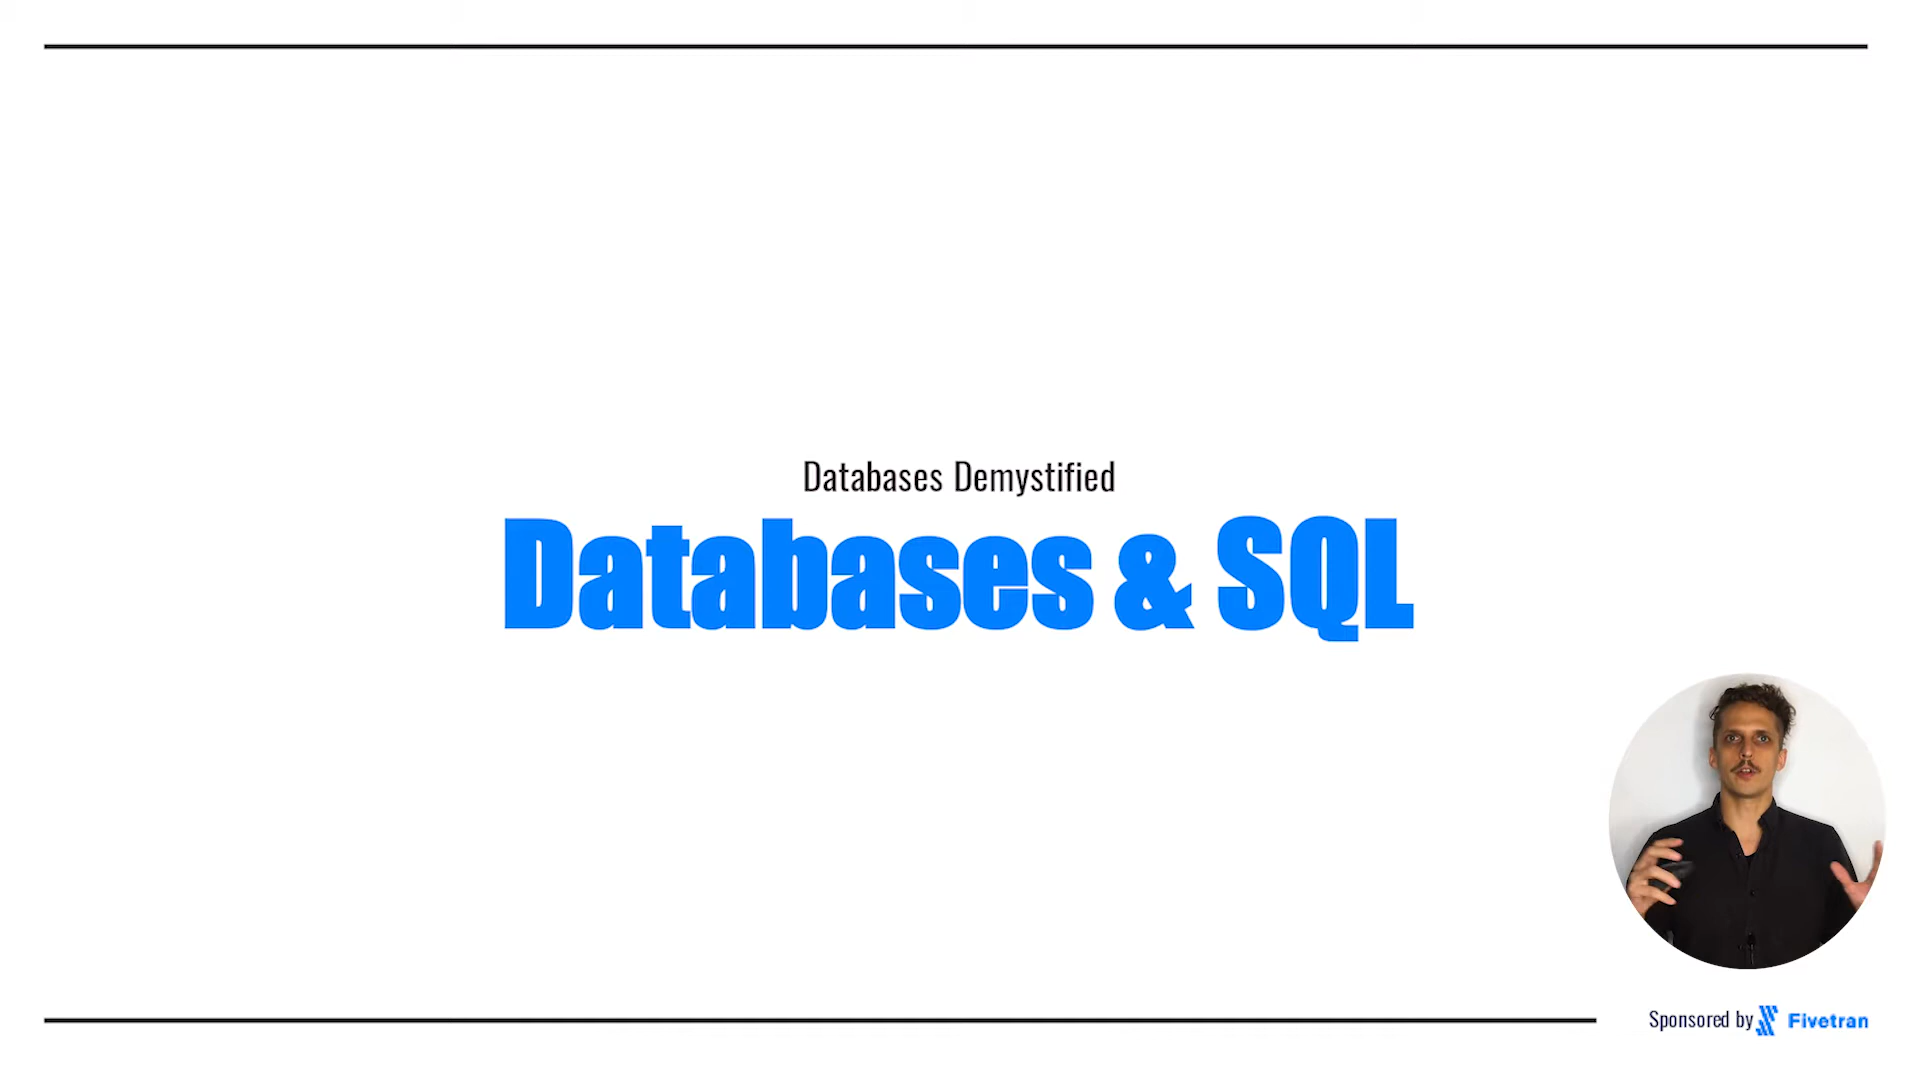 Databases Demystified
Databases & SQL
Sponsored by Fivetran